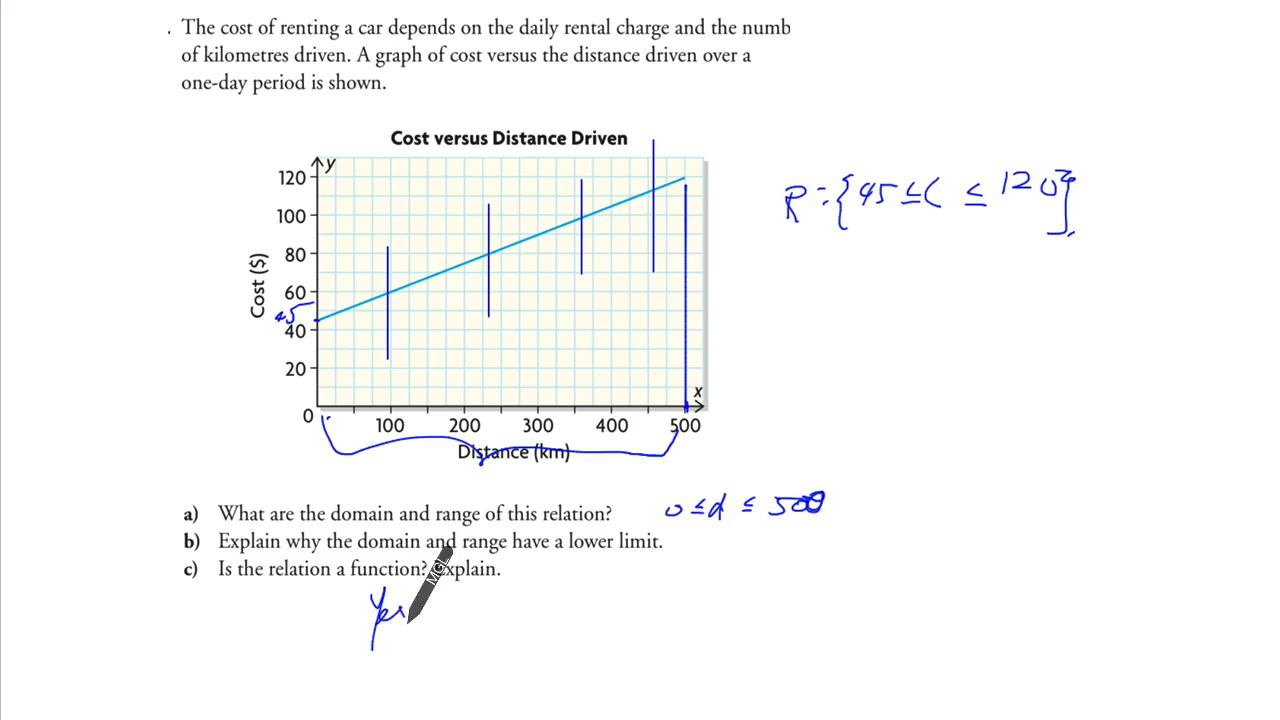 . The cost of renting a car depends on the daily rental charge and the numb
of kilometres driven. A graph of cost versus the distance driven over a
one-day period is shown.
Cost versus Distance Driven
R = {45 ≤ C ≤ 120}
y
120
100
80
60
45
40
20
0
Cost ($)
x
100 200 300 400 500
Distance (km)
a) What are the domain and range of this relation? 0 ≤ d ≤ 500
b) Explain why the domain and range have a lower limit.
c) Is the relation a function? Explain.
Yes
MGL